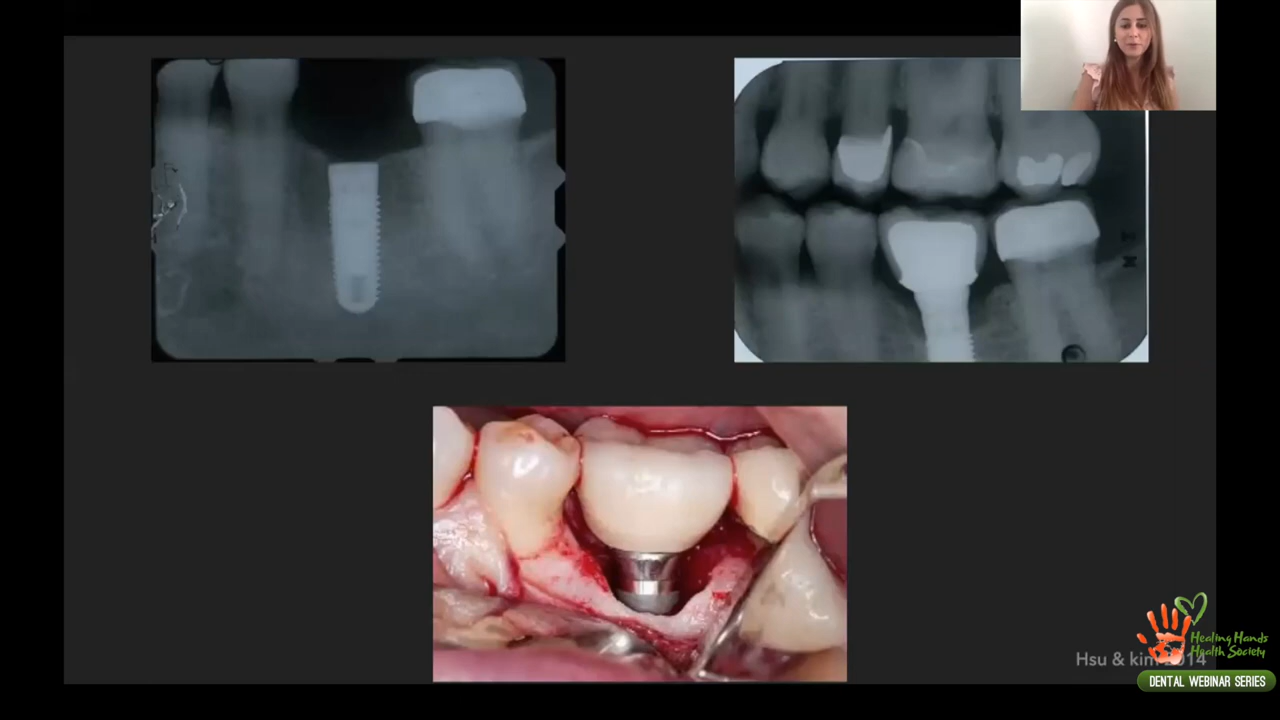 Hsu & kim 2014
Healing Hands
Health Society
DENTAL WEBINAR SERIES